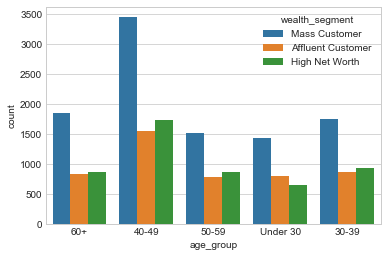 3500
3000
2500
2000
1500
1000
500
0
count
wealth_segment
Mass Customer
Affluent Customer
High Net Worth
60+ 40-49 50-59 Under 30 30-39
age_group